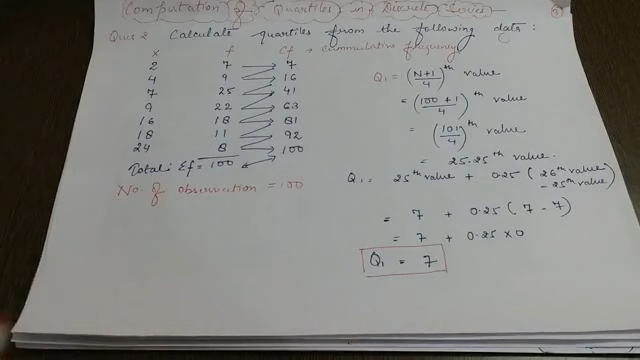 Computation of Quartiles in Discrete Series
Ques 2 Calculate quartiles from the following data:
x f Cf → cummulative frequency
2 7 7
4 9 16
7 25 41
9 22 63
16 18 81
18 11 92
24 8 100
Total: Σf = 100
No. of observation = 100
Q1 = (N+1/4)th value
= (100+1/4)th value
= (101/4)th value
= 25.25th value.
Q1 = 25th value + 0.25 (26th value - 25th value)
= 7 + 0.25 (7 - 7)
= 7 + 0.25 × 0
Q1 = 7